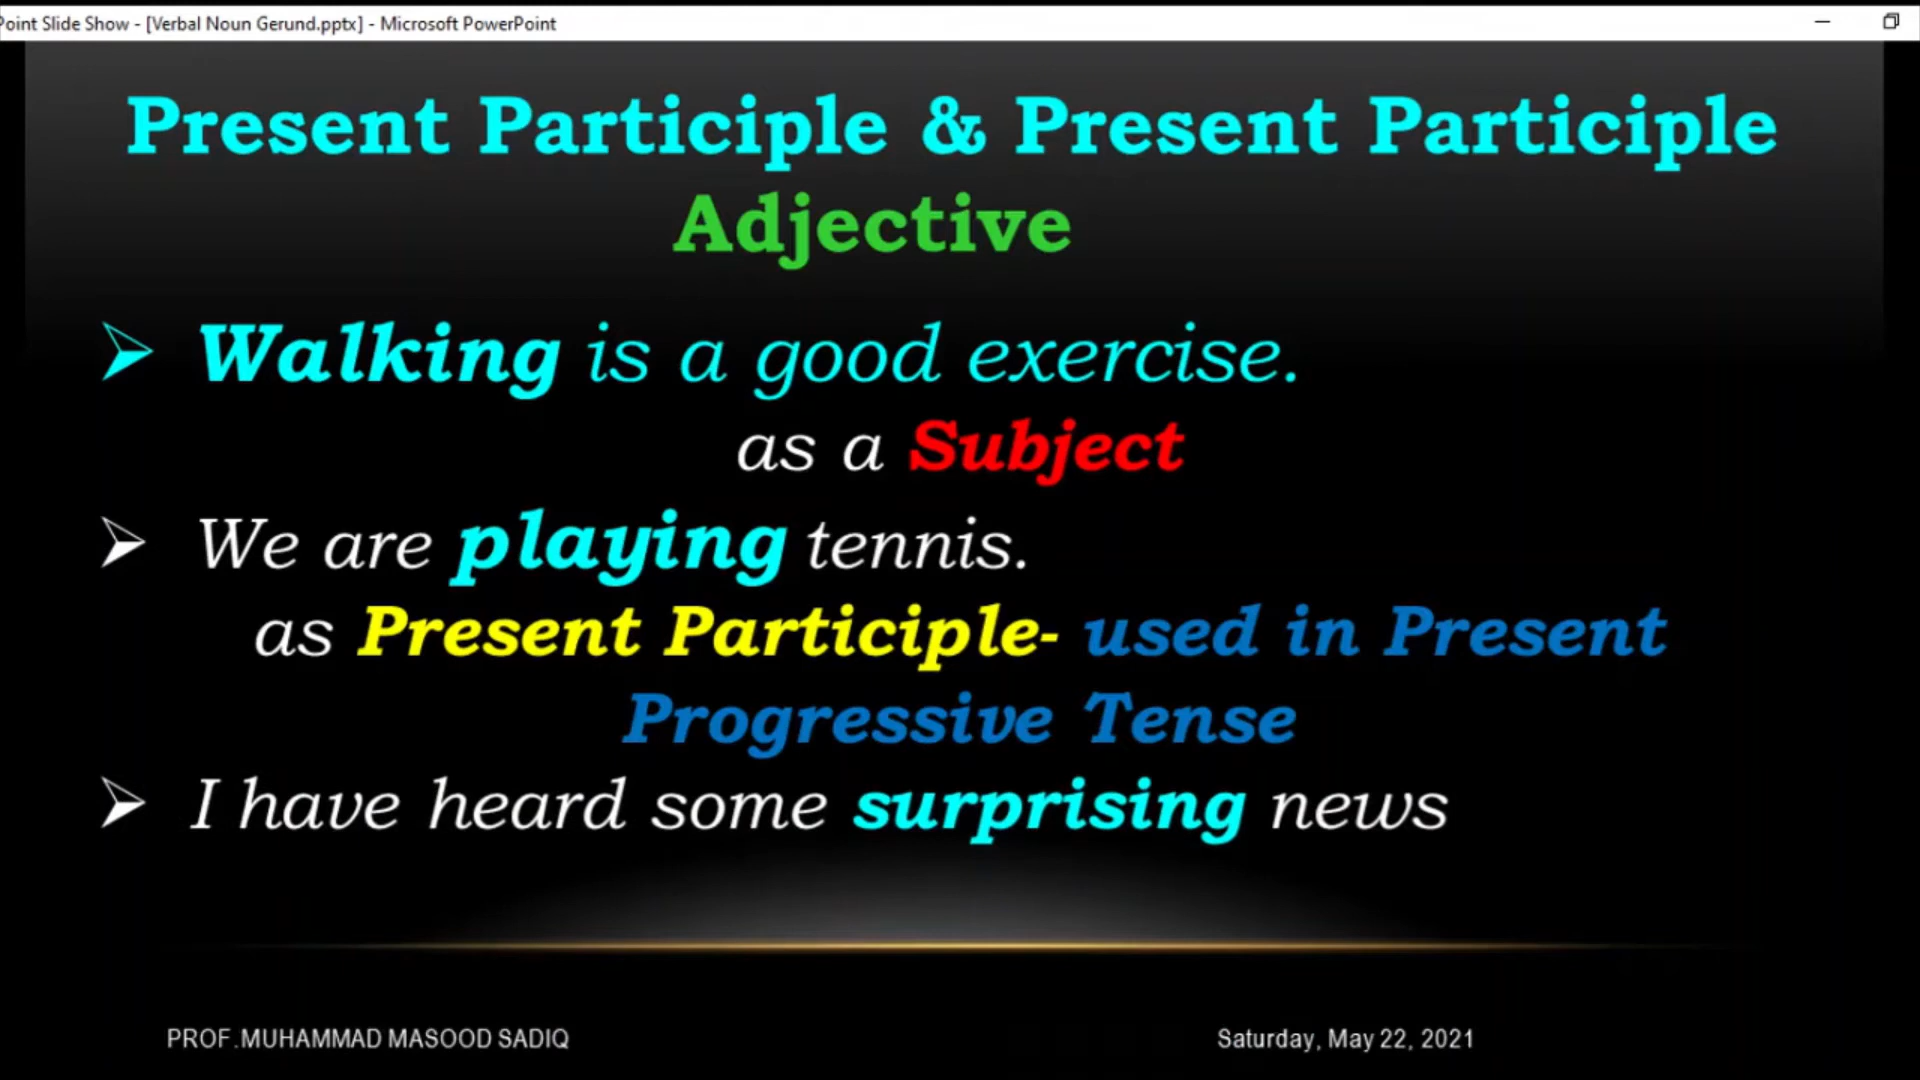 Point Slide Show - [Verbal Noun Gerund.pptx] - Microsoft PowerPoint
Present Participle & Present Participle
Adjective
Walking is a good exercise.
as a Subject
We are playing tennis.
as Present Participle- used in Present
Progressive Tense
I have heard some surprising news
PROF.MUHAMMAD MASOOD SADIQ
Saturday, May 22, 2021